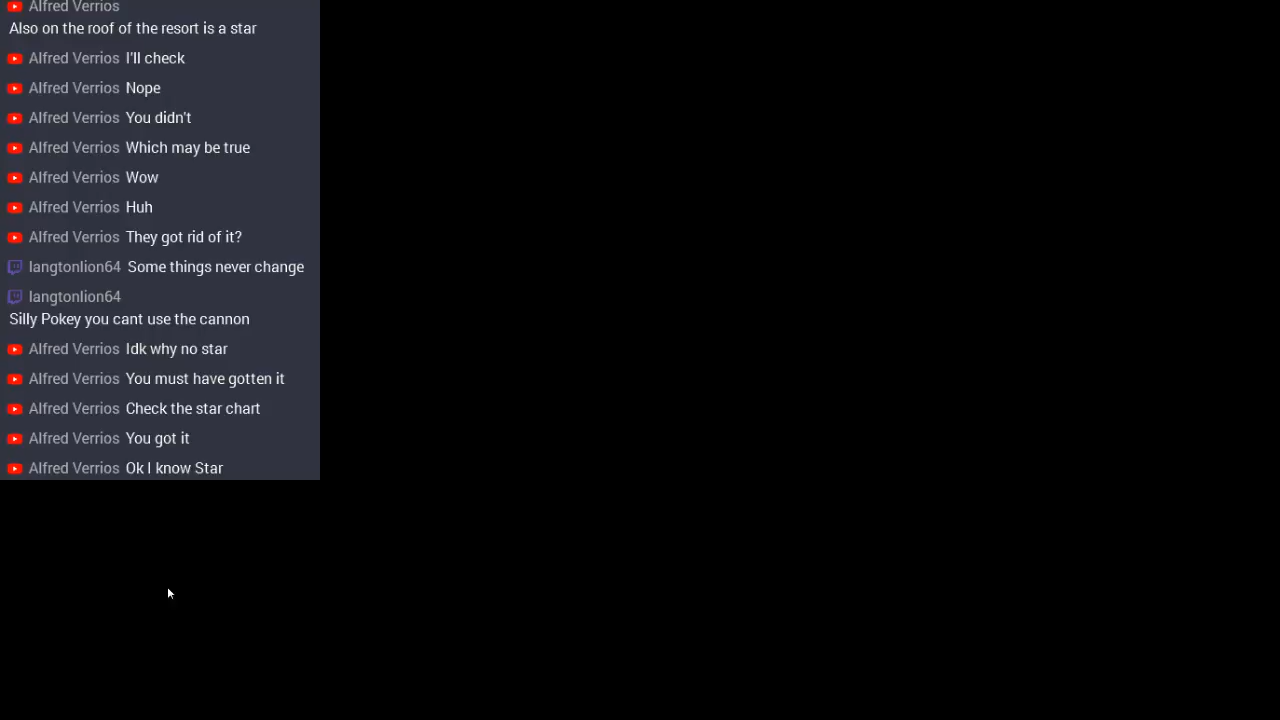 Alfred Verrios
Also on the roof of the resort is a star
Alfred Verrios I'll check
Alfred Verrios Nope
Alfred Verrios You didn't
Alfred Verrios Which may be true
Alfred Verrios Wow
Alfred Verrios Huh
Alfred Verrios They got rid of it?
langtonlion64 Some things never change
langtonlion64
Silly Pokey you cant use the cannon
Alfred Verrios Idk why no star
Alfred Verrios You must have gotten it
Alfred Verrios Check the star chart
Alfred Verrios You got it
Alfred Verrios Ok I know Star